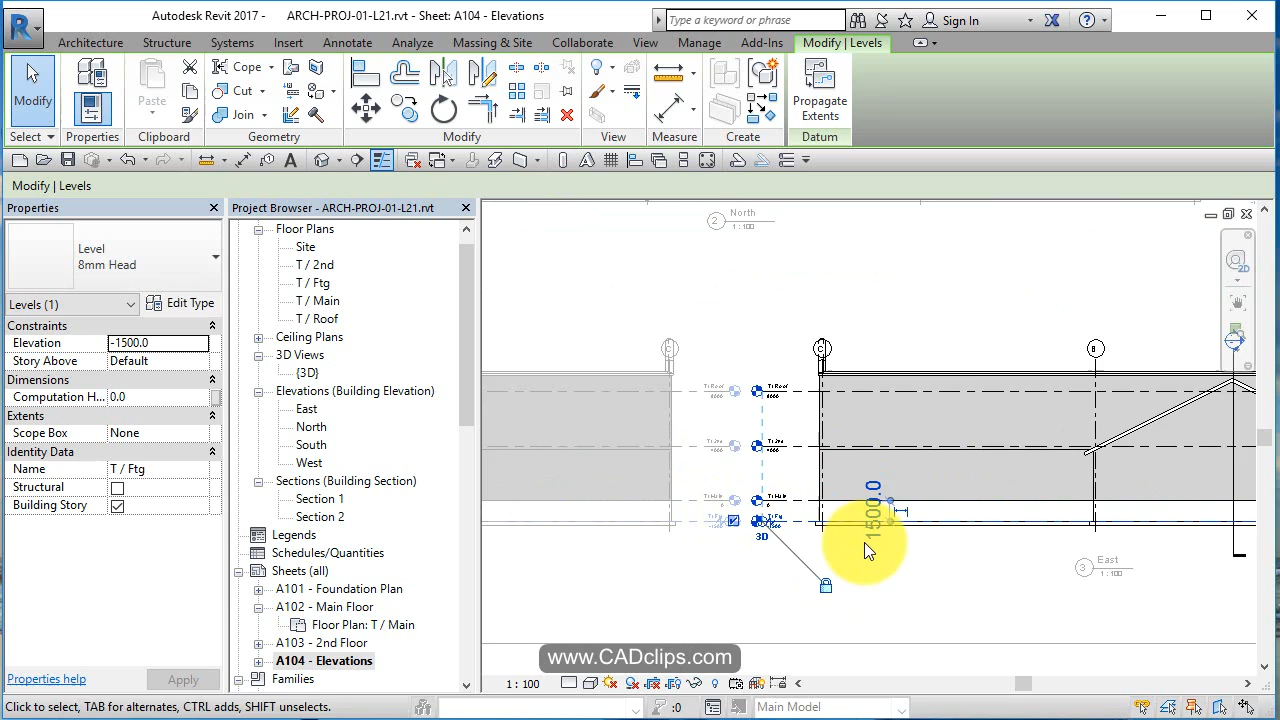 Autodesk Revit 2017 - ARCH-PROJ-01-L21.rvt - Sheet: A104 - Elevations
Type a keyword or phrase
Sign In
Architecture Structure Systems Insert Annotate Analyze Massing & Site Collaborate View Manage Add-Ins Modify | Levels
Modify
Paste
Cope
Cut
Join
Propagate
Extents
Select Properties Clipboard Geometry Modify View Measure Create Datum
Modify | Levels
Properties
Level
8mm Head
Levels (1)
Edit Type
Constraints
Elevation -1500.0
Story Above Default
Dimensions
Computation H... 0.0
Extents
Scope Box None
Identity Data
Name T / Ftg
Structural
Building Story
Properties help
Apply
Project Browser - ARCH-PROJ-01-L21.rvt
Floor Plans
Site
T / 2nd
T / Ftg
T / Main
T / Roof
Ceiling Plans
3D Views
{3D}
Elevations (Building Elevation)
East
North
South
West
Sections (Building Section)
Section 1
Section 2
Legends
Schedules/Quantities
Sheets (all)
A101 - Foundation Plan
A102 - Main Floor
Floor Plan: T / Main
A103 - 2nd Floor
A104 - Elevations
Families
2 North
1 : 100
C
C
B
1500.0
3D
3 East
1 : 100
2D
www.CADclips.com
1 : 100
Click to select, TAB for alternates, CTRL adds, SHIFT unselects.
:0
Main Model